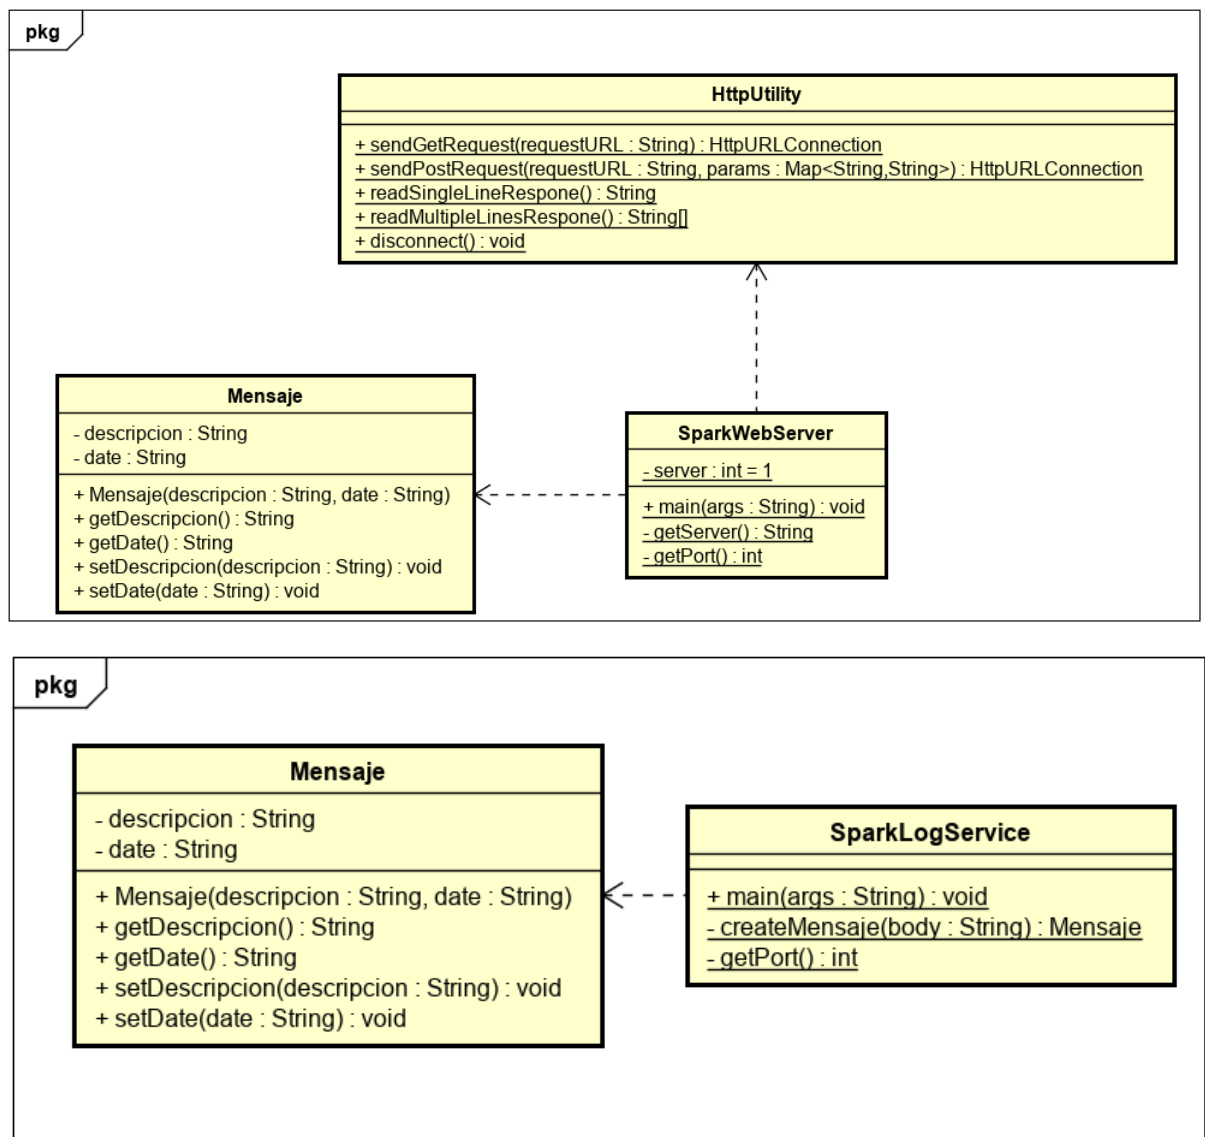 pkg
HttpUtility
+ sendGetRequest(requestURL : String) : HttpURLConnection
+ sendPostRequest(requestURL : String, params : Map<String,String>) : HttpURLConnection
+ readSingleLineRespone() : String
+ readMultipleLinesRespone() : String[]
+ disconnect() : void
Mensaje
- descripcion : String
- date : String
+ Mensaje(descripcion : String, date : String)
+ getDescripcion() : String
+ getDate() : String
+ setDescripcion(descripcion : String) : void
+ setDate(date : String) : void
SparkWebServer
- server : int = 1
+ main(args : String) : void
- getServer() : String
- getPort() : int
pkg
Mensaje
- descripcion : String
- date : String
+ Mensaje(descripcion : String, date : String)
+ getDescripcion() : String
+ getDate() : String
+ setDescripcion(descripcion : String) : void
+ setDate(date : String) : void
SparkLogService
+ main(args : String) : void
- createMensaje(body : String) : Mensaje
- getPort() : int